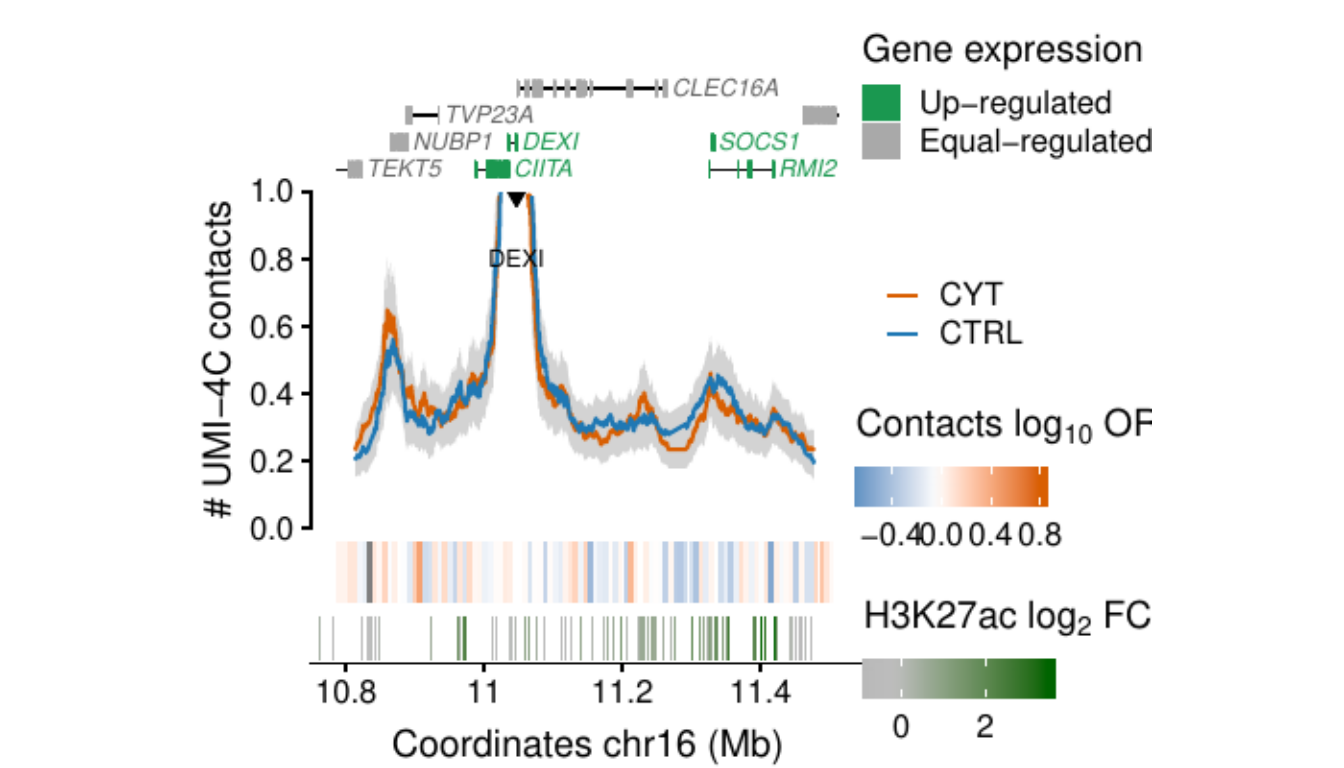 Gene expression
Up−regulated
Equal−regulated
CLEC16A
TVP23A
NUBP1 DEXI SOCS1
TEKT5 CIITA RMI2
# UMI−4C contacts
1.0
0.8
0.6
0.4
0.2
0.0
DEXI
CYT
CTRL
Contacts log10 OR
−0.4 0.0 0.4 0.8
H3K27ac log2 FC
0 2
10.8 11 11.2 11.4
Coordinates chr16 (Mb)